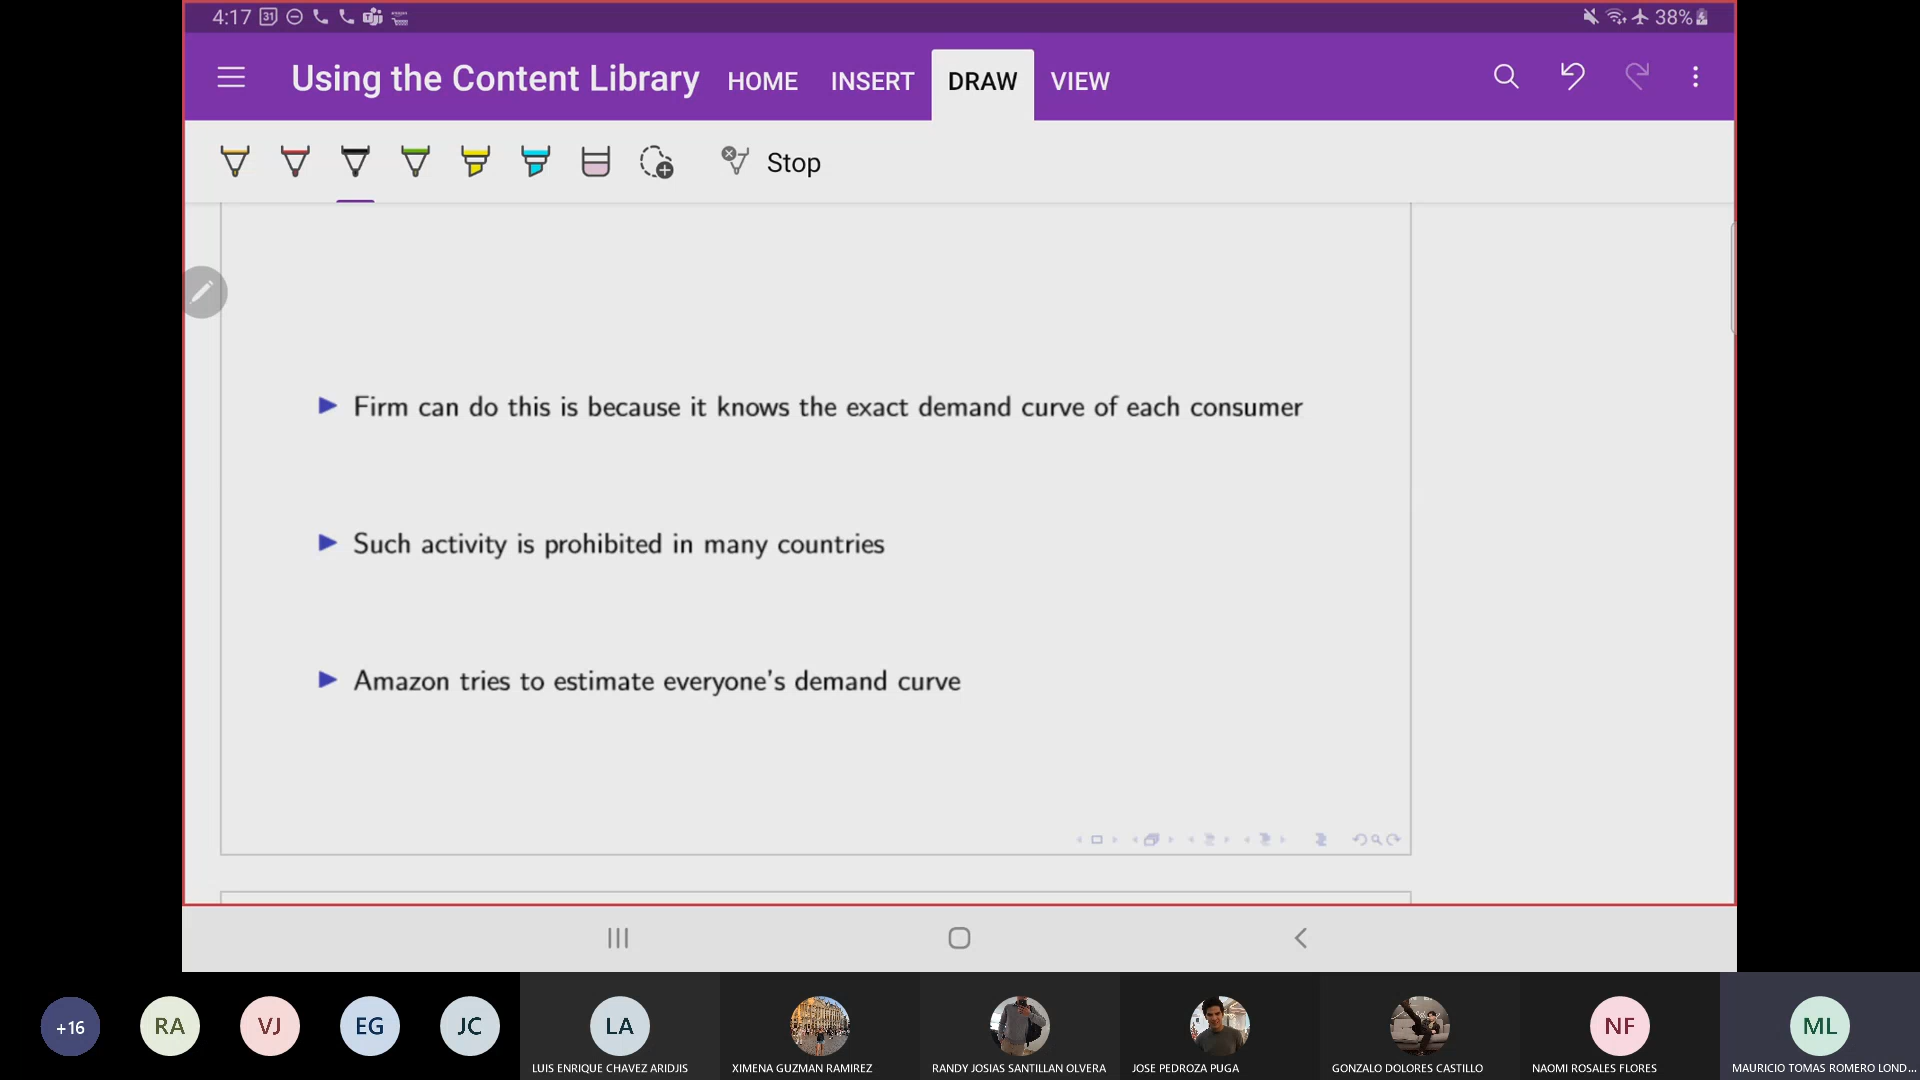 4:17 31 38%
Using the Content Library HOME INSERT DRAW VIEW
Stop
Firm can do this is because it knows the exact demand curve of each consumer
Such activity is prohibited in many countries
Amazon tries to estimate everyone's demand curve
+16 RA VJ EG JC LA NF ML
LUIS ENRIQUE CHAVEZ ARIDJIS XIMENA GUZMAN RAMIREZ RANDY JOSIAS SANTILLAN OLVERA JOSE PEDROZA PUGA GONZALO DOLORES CASTILLO NAOMI ROSALES FLORES MAURICIO TOMAS ROMERO LOND...